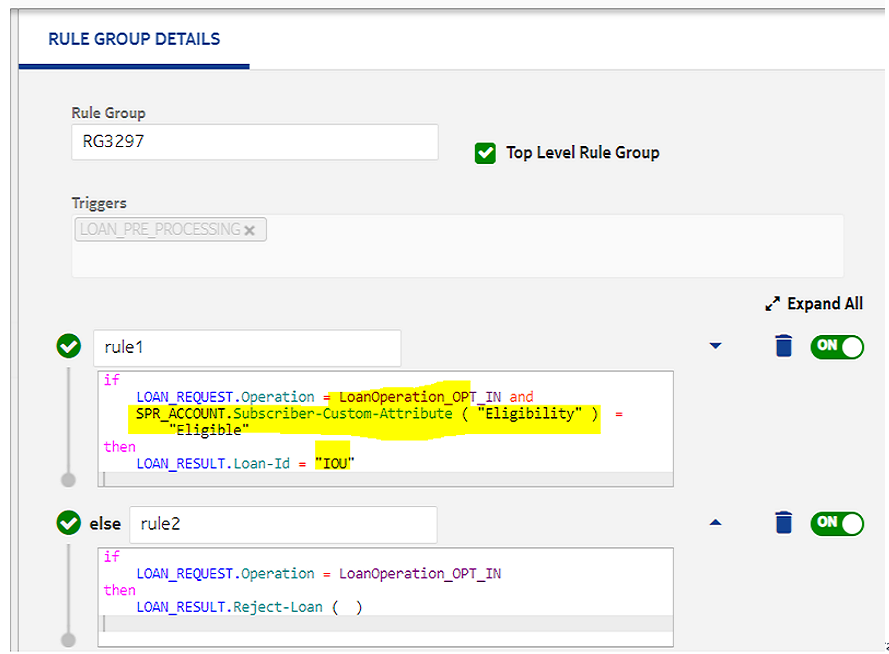 RULE GROUP DETAILS
Rule Group
RG3297
Top Level Rule Group
Triggers
LOAN_PRE_PROCESSING
Expand All
rule1
ON
if
LOAN_REQUEST.Operation = LoanOperation_OPT_IN and
SPR_ACCOUNT.Subscriber-Custom-Attribute ( "Eligibility" ) =
"Eligible"
then
LOAN_RESULT.Loan-Id = "IOU"
else rule2
ON
if
LOAN_REQUEST.Operation = LoanOperation_OPT_IN
then
LOAN_RESULT.Reject-Loan ( )